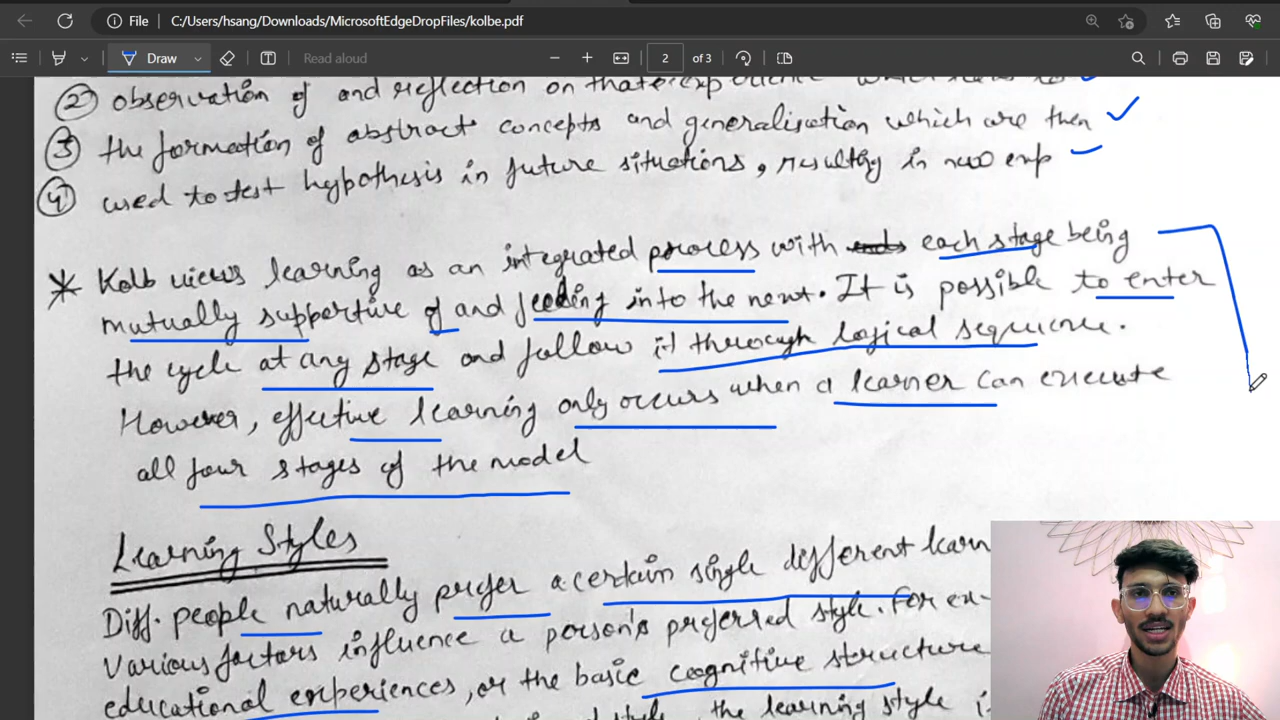 File C:/Users/hsang/Downloads/MicrosoftEdgeDropFiles/kolbe.pdf
Draw Read aloud 2 of 3
② observation of and reflection on that
③ the formation of abstract concepts and generalisation which are then
④ used to test hypothesis in future situations, resulting in new exp
* Kolb views learning as an integrated process with each stage being
mutually supportive of and feeding into the next. It is possible to enter
the cycle at any stage and follow it through logical sequence.
However, effective learning only occurs when a learner can execute
all four stages of the model
Learning Styles
Diff. people naturally prefer a certain single different learn
Various factors influence a person's preferred style. For ex-
educational experiences, or the basic cognitive structure
style, the learning style i